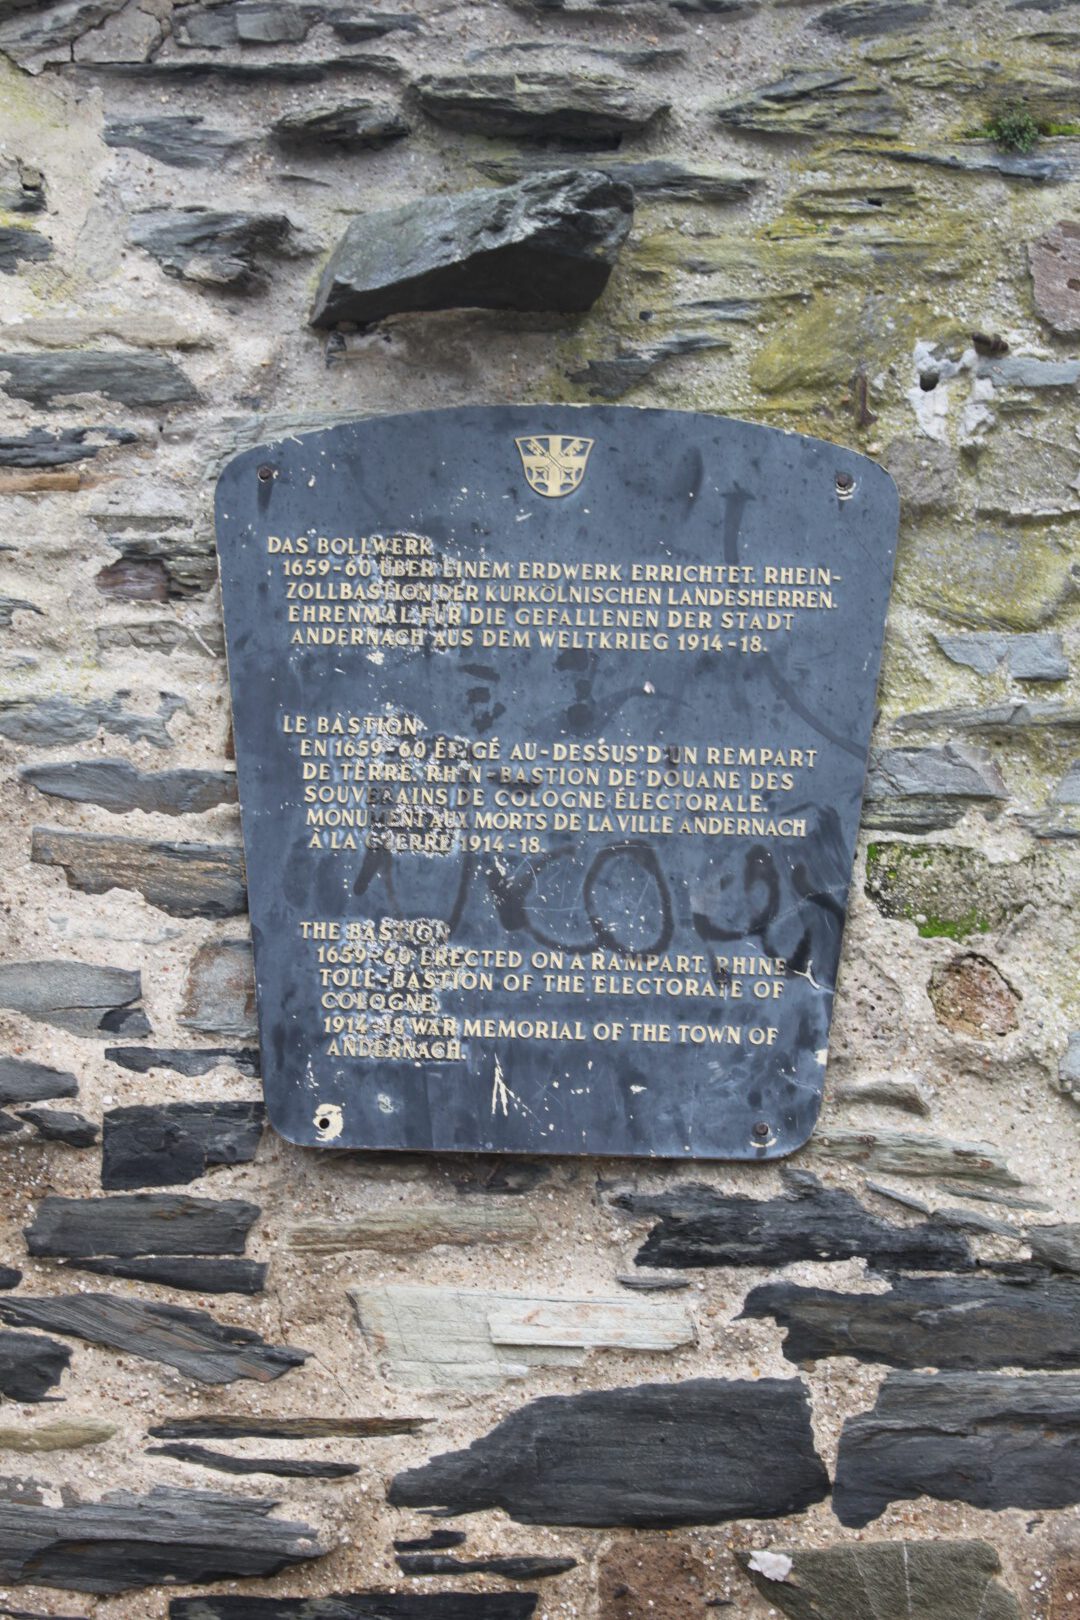 DAS BOLLWERK
1659-60 ÜBER EINEM ERDWERK ERRICHTET. RHEIN-
ZOLLBASTION DER KURKÖLNISCHEN LANDESHERREN.
EHRENMAL FÜR DIE GEFALLENEN DER STADT
ANDERNACH AUS DEM WELTKRIEG 1914-18.
LE BASTION
EN 1659-60 ÉRIGÉ AU-DESSUS D'UN REMPART
DE TERRE. RHIN-BASTION DE DOUANE DES
SOUVERAINS DE COLOGNE ÉLECTORALE.
MONUMENT AUX MORTS DE LA VILLE ANDERNACH
À LA GUERRE 1914-18.
THE BASTION
1659-60 ERECTED ON A RAMPART. RHINE
TOLL-BASTION OF THE ELECTORATE OF
COLOGNE.
1914-18 WAR MEMORIAL OF THE TOWN OF
ANDERNACH.